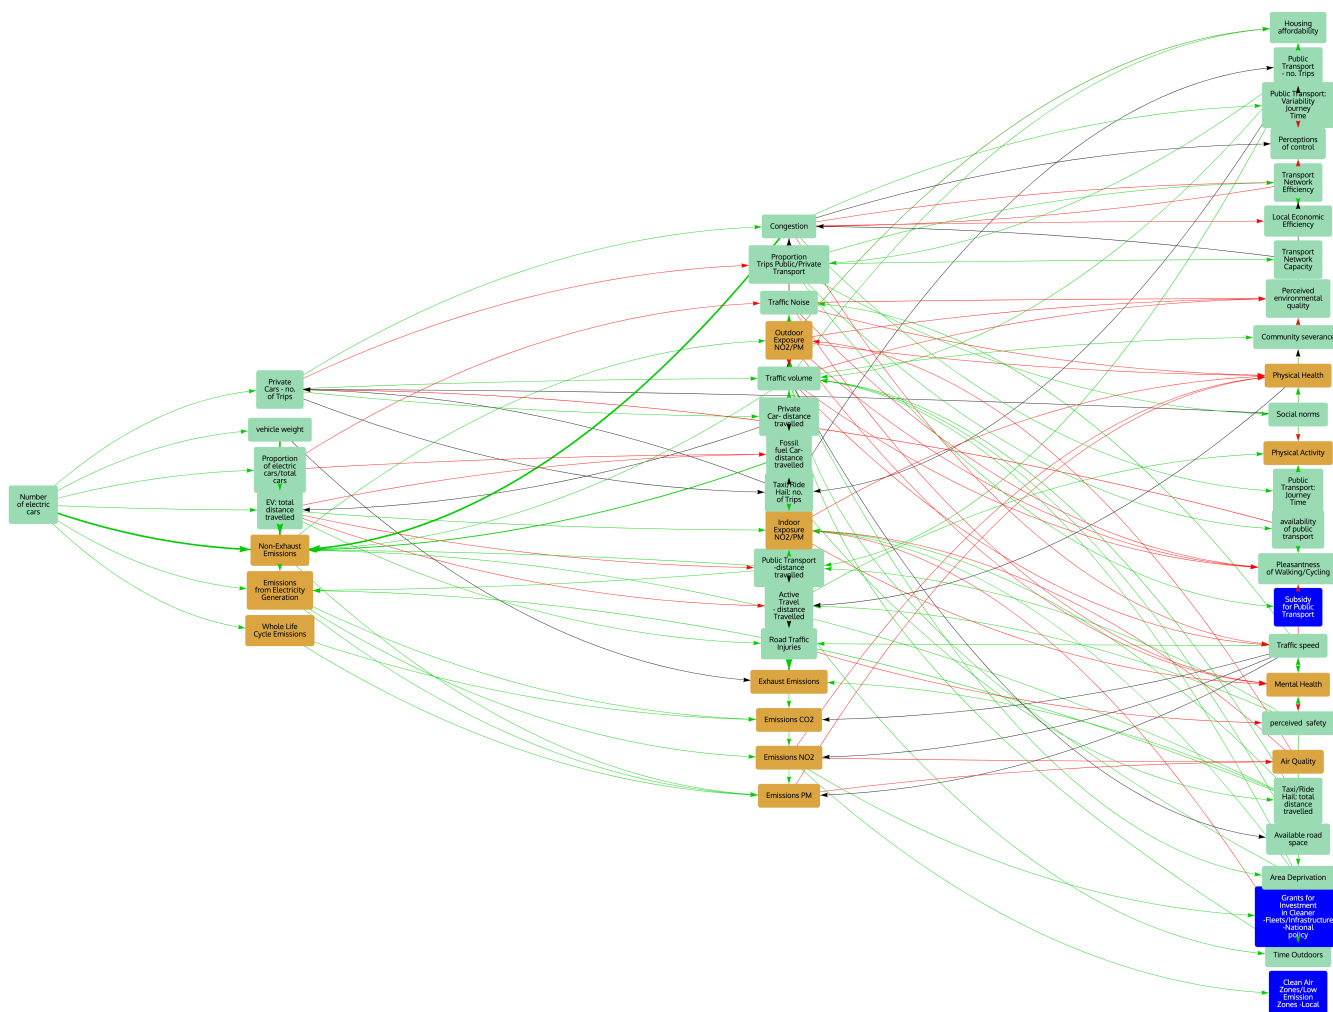 Number
of electric
cars
Private
Cars - no.
of Trips
vehicle weight
Proportion
of electric
cars/total
cars
EV: total
distance
travelled
Non-Exhaust
Emissions
Emissions
from Electricity
Generation
Whole Life
Cycle Emissions
Congestion
Proportion
Trips Public/Private
Transport
Traffic Noise
Outdoor
Exposure
NO2/PM
Traffic volume
Private
Car- distance
travelled
Fossil
fuel Car-
distance
travelled
Taxi/Ride
Hail: no.
of Trips
Indoor
Exposure
NO2/PM
Public Transport
-distance
travelled
Active
Travel
- distance
Travelled
Road Traffic
Injuries
Exhaust Emissions
Emissions CO2
Emissions NO2
Emissions PM
Housing
affordability
Public
Transport
- no. Trips
Public Transport:
Variability
Journey
Time
Perceptions
of control
Transport
Network
Efficiency
Local Economic
Efficiency
Transport
Network
Capacity
Perceived
environmental
quality
Community severance
Physical Health
Social norms
Physical Activity
Public
Transport:
Journey
Time
availability
of public
transport
Pleasantness
of Walking/Cycling
Subsidy
for Public
Transport
Traffic speed
Mental Health
perceived safety
Air Quality
Taxi/Ride
Hail: total
distance
travelled
Available road
space
Area Deprivation
Grants for
Investment
in Cleaner
-Fleets/Infrastructure
-National
policy
Time Outdoors
Clean Air
Zones/Low
Emission
Zones -Local